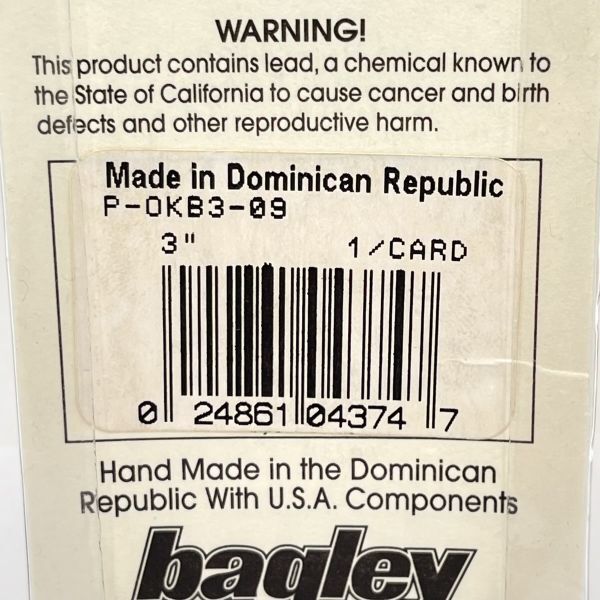 WARNING!
This product contains lead, a chemical known to
the State of California to cause cancer and birth
defects and other reproductive harm.
Made in Dominican Republic
P-OKB3-09
3" 1/CARD
0 24861 04374 7
Hand Made in the Dominican
Republic With U.S.A. Components
bagley